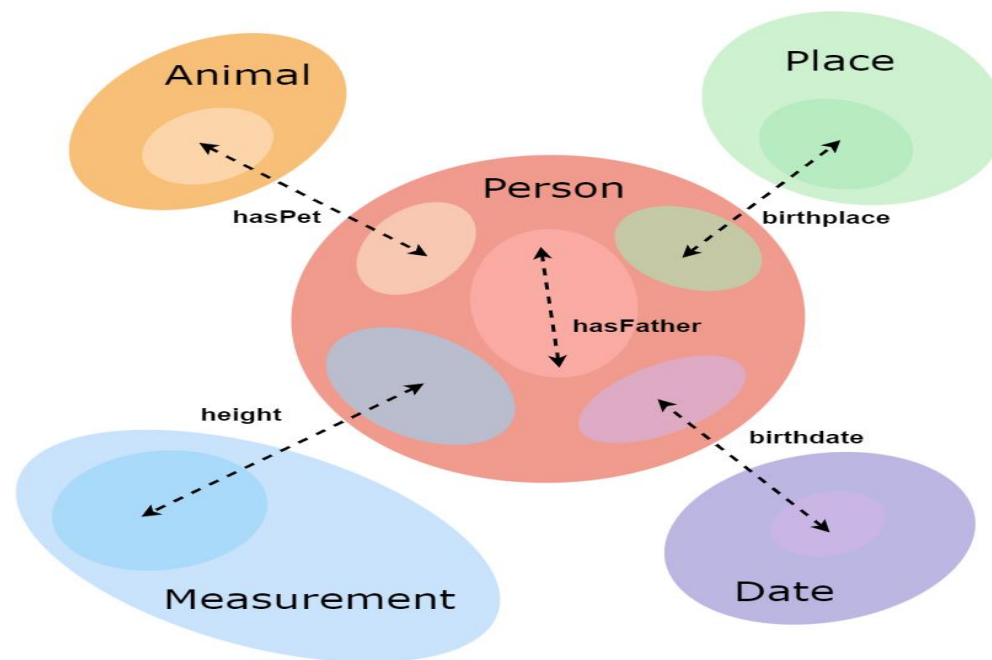 Animal
Place
Person
hasPet
birthplace
hasFather
height
birthdate
Measurement
Date